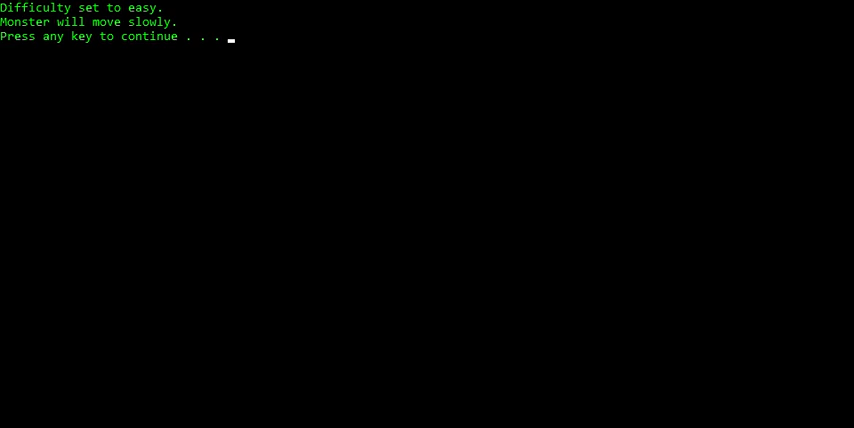 Difficulty set to easy.
Monster will move slowly.
Press any key to continue . . .